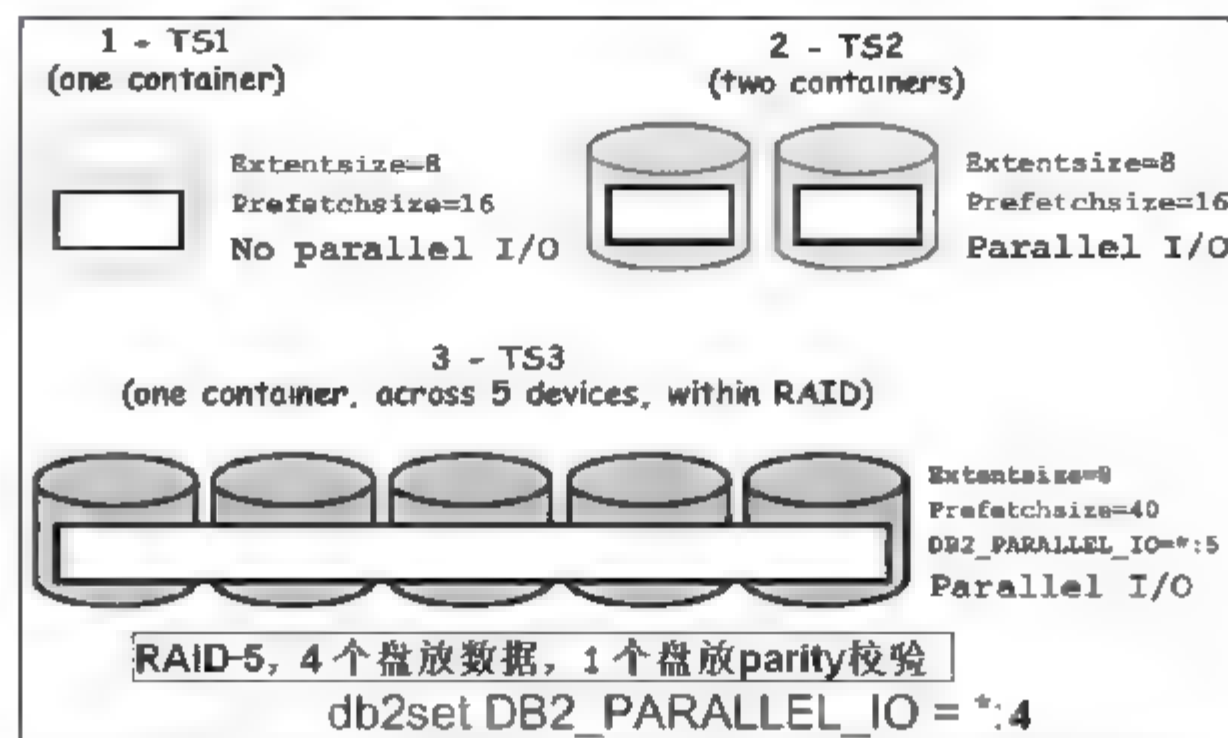 1 - TS1
(one container)
Extentsize=8
Prefetchsize=16
No parallel I/O
2 - TS2
(two containers)
Extentsize=8
Prefetchsize=16
Parallel I/O
3 - TS3
(one container, across 5 devices, within RAID)
Extentsize=8
Prefetchsize=40
DB2_PARALLEL_IO=*:5
Parallel I/O
RAID-5, 4个盘放数据, 1个盘放parity校验
db2set DB2_PARALLEL_IO = *:4